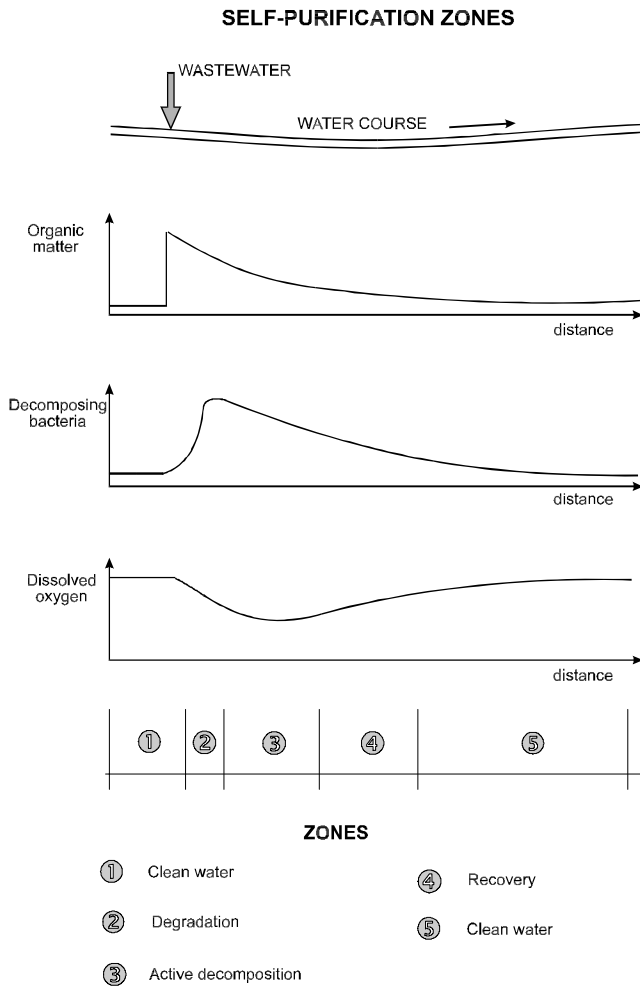 SELF-PURIFICATION ZONES
WASTEWATER
WATER COURSE
Organic
matter
distance
Decomposing
bacteria
distance
Dissolved
oxygen
distance
1 2 3 4 5
ZONES
1 Clean water
2 Degradation
3 Active decomposition
4 Recovery
5 Clean water